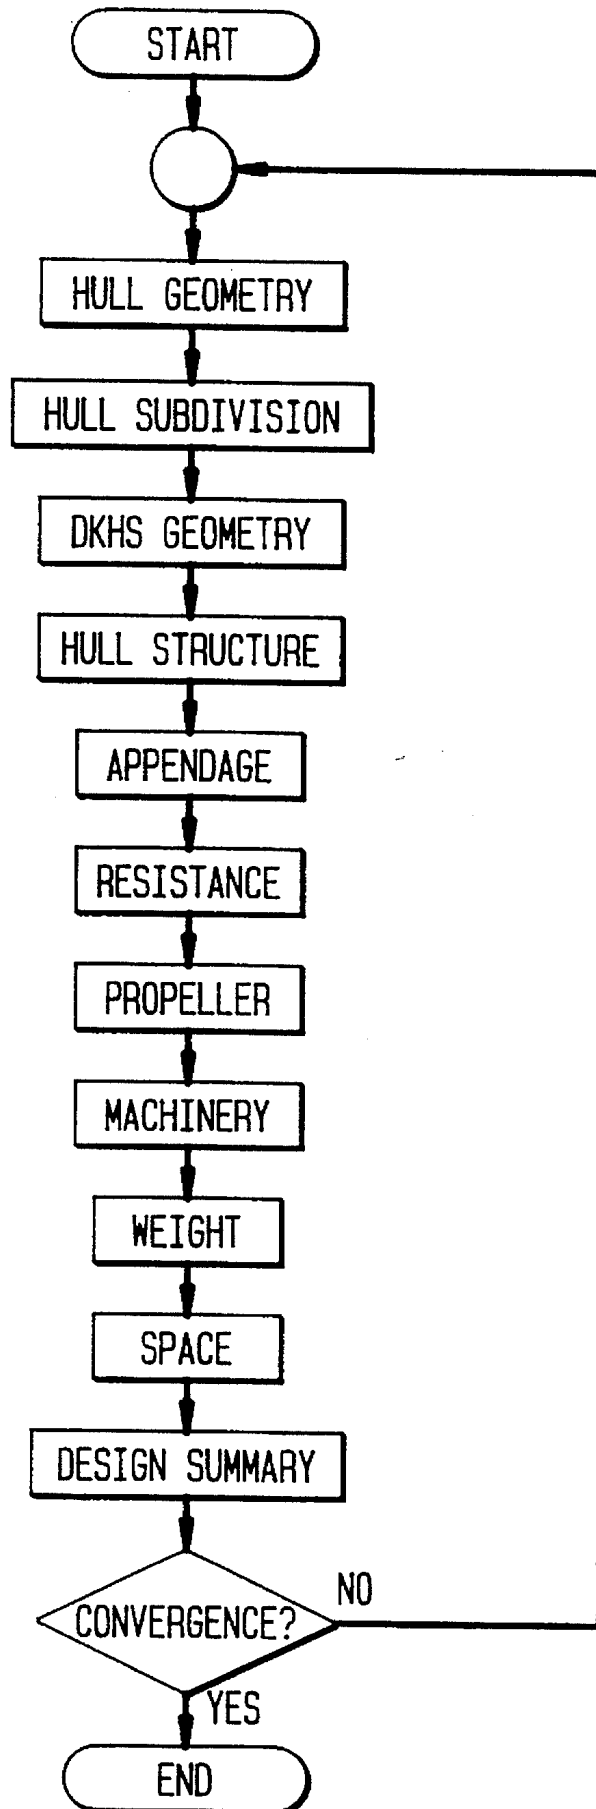 START
HULL GEOMETRY
HULL SUBDIVISION
DKHS GEOMETRY
HULL STRUCTURE
APPENDAGE
RESISTANCE
PROPELLER
MACHINERY
WEIGHT
SPACE
DESIGN SUMMARY
NO
CONVERGENCE?
YES
END